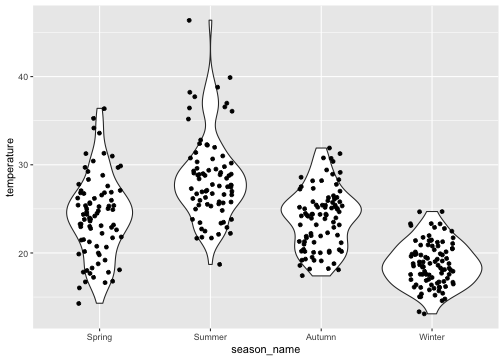 temperature
40
30
20
Spring Summer Autumn Winter
season_name